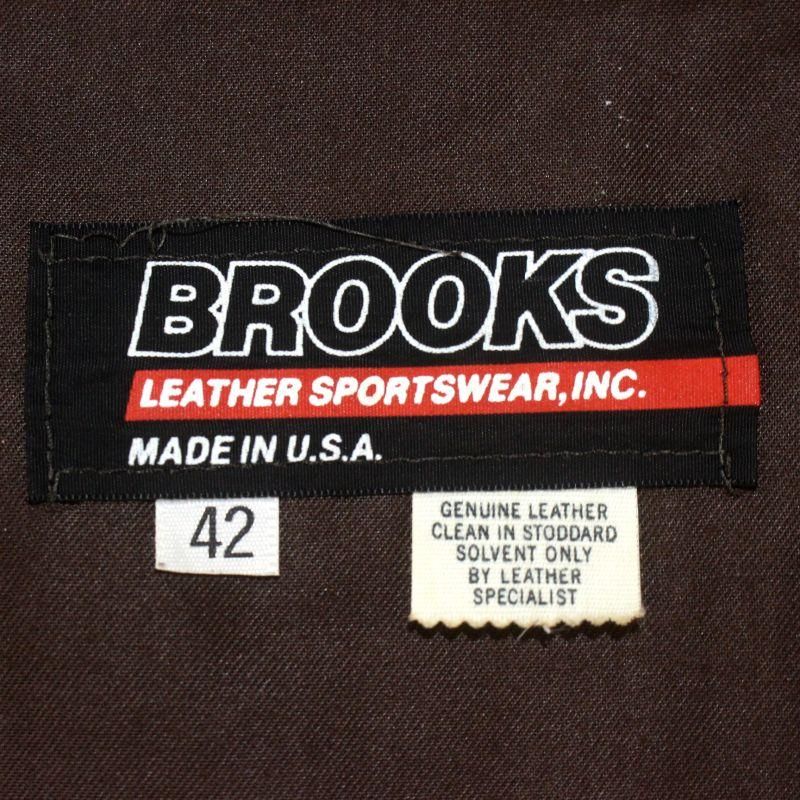 BROOKS
LEATHER SPORTSWEAR, INC.
MADE IN U.S.A.
42
GENUINE LEATHER
CLEAN IN STODDARD
SOLVENT ONLY
BY LEATHER
SPECIALIST